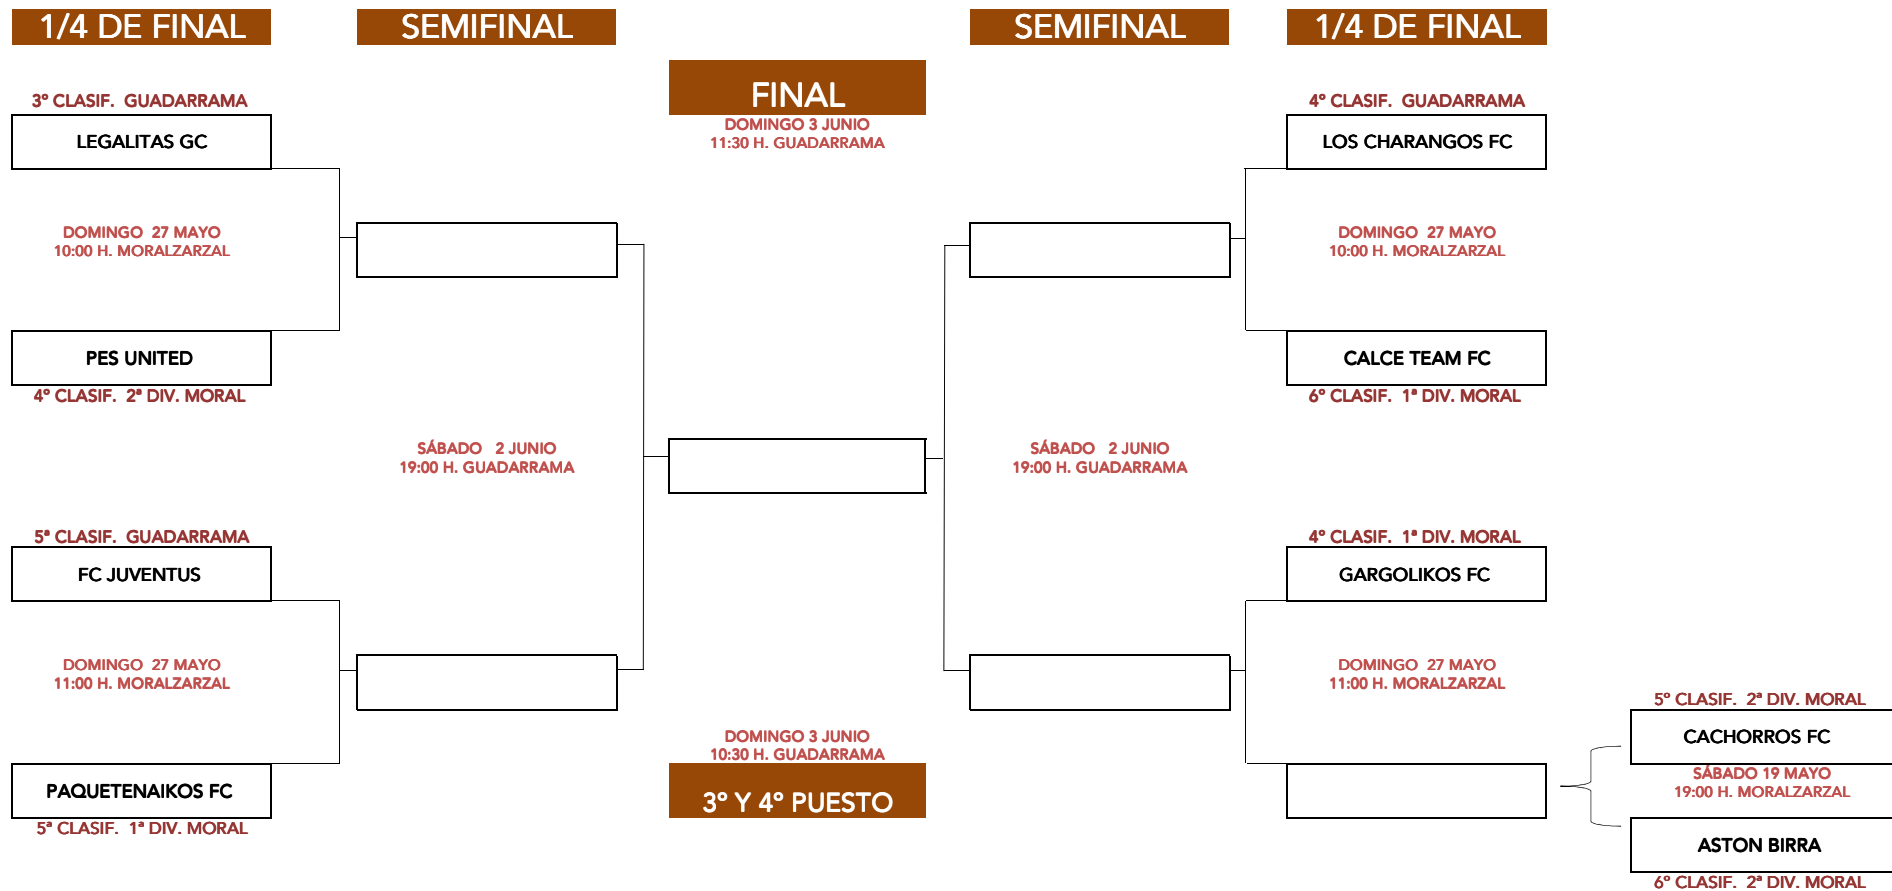 1/4 DE FINAL
SEMIFINAL
SEMIFINAL
1/4 DE FINAL
FINAL
DOMINGO 3 JUNIO
11:30 H. GUADARRAMA
3º CLASIF. GUADARRAMA
LEGALITAS GC
4º CLASIF. GUADARRAMA
LOS CHARANGOS FC
DOMINGO 27 MAYO
10:00 H. MORALZARZAL
DOMINGO 27 MAYO
10:00 H. MORALZARZAL
PES UNITED
4º CLASIF. 2ª DIV. MORAL
CALCE TEAM FC
6º CLASIF. 1ª DIV. MORAL
SÁBADO 2 JUNIO
19:00 H. GUADARRAMA
SÁBADO 2 JUNIO
19:00 H. GUADARRAMA
5ª CLASIF. GUADARRAMA
FC JUVENTUS
4º CLASIF. 1ª DIV. MORAL
GARGOLIKOS FC
DOMINGO 27 MAYO
11:00 H. MORALZARZAL
DOMINGO 27 MAYO
11:00 H. MORALZARZAL
5º CLASIF. 2ª DIV. MORAL
CACHORROS FC
DOMINGO 3 JUNIO
10:30 H. GUADARRAMA
3º Y 4º PUESTO
SÁBADO 19 MAYO
19:00 H. MORALZARZAL
PAQUETENAIKOS FC
5ª CLASIF. 1ª DIV. MORAL
ASTON BIRRA
6º CLASIF. 2ª DIV. MORAL